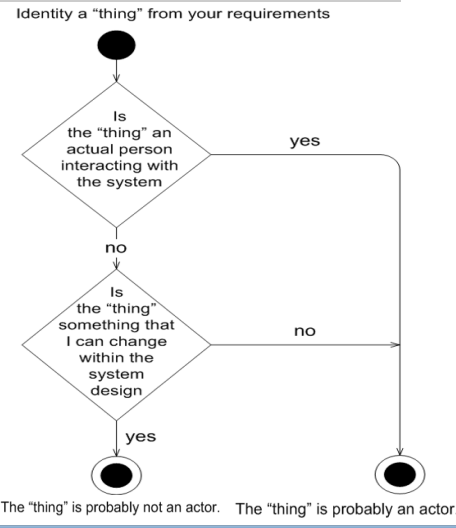 Identity a “thing” from your requirements
Is
the “thing” an
actual person
interacting with
the system
yes
no
Is
the “thing”
something that
I can change
within the
system
design
no
yes
The “thing” is probably not an actor.
The “thing” is probably an actor.